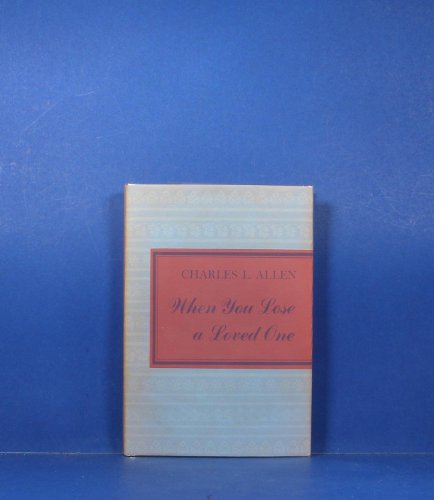 CHARLES L. ALLEN
When You Lose
a Loved One